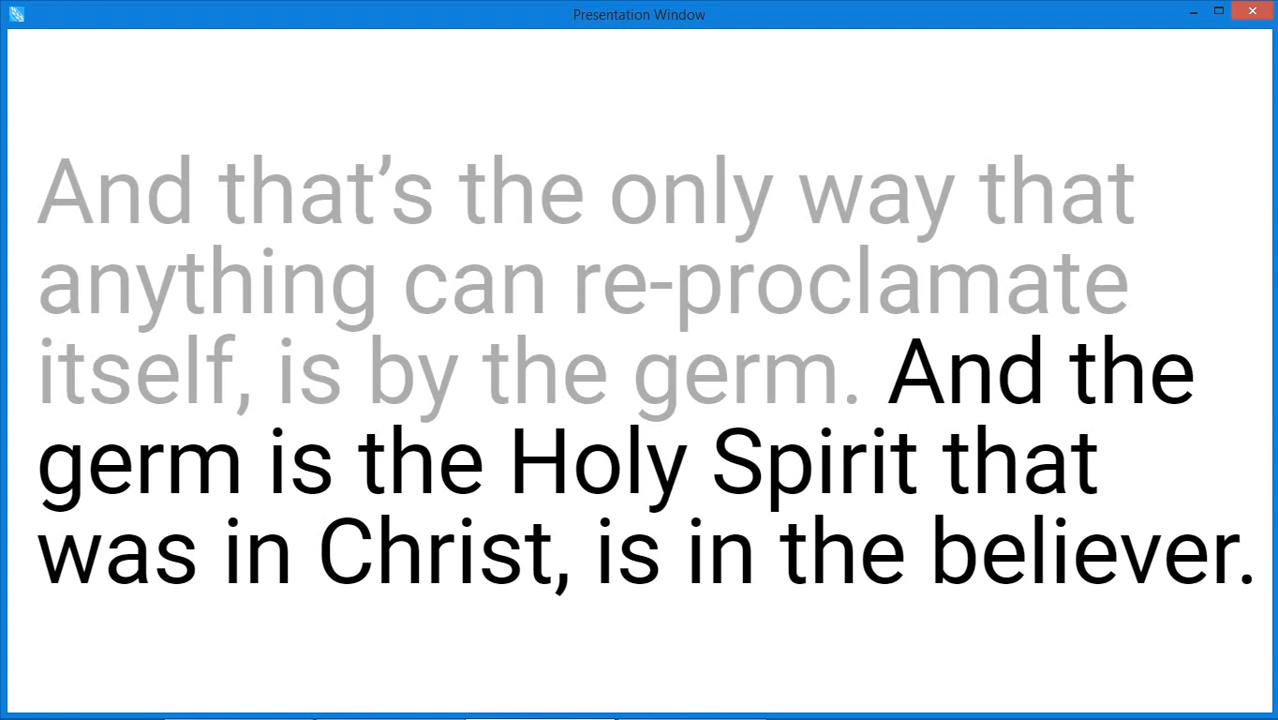 Presentation Window
And that’s the only way that
anything can re-proclamate
itself, is by the germ. And the
germ is the Holy Spirit that
was in Christ, is in the believer.